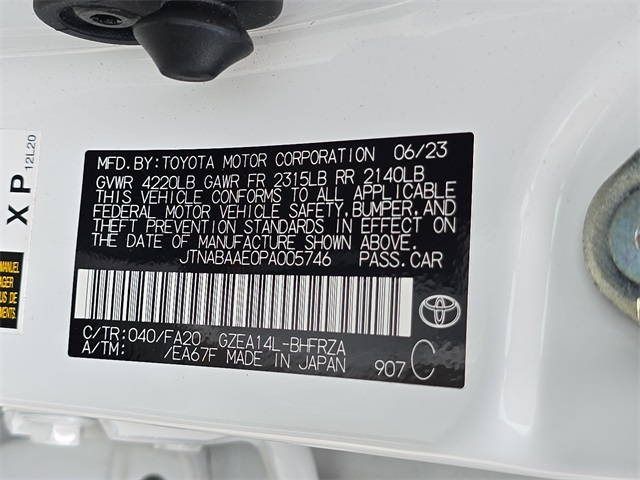 MFD.BY:TOYOTA MOTOR CORPORATION 06/23
GVWR 4220LB GAWR FR 2315LB RR 2140LB
THIS VEHICLE CONFORMS TO ALL APPLICABLE
FEDERAL MOTOR VEHICLE SAFETY, BUMPER, AND
THEFT PREVENTION STANDARDS IN EFFECT ON
THE DATE OF MANUFACTURE SHOWN ABOVE.
JTNABAAE0PA005746 PASS.CAR
C/TR:040/FA20 GZEA14L-BHFRZA
A/TM: /EA67F MADE IN JAPAN
907 C
X P
12L20
MANUEL